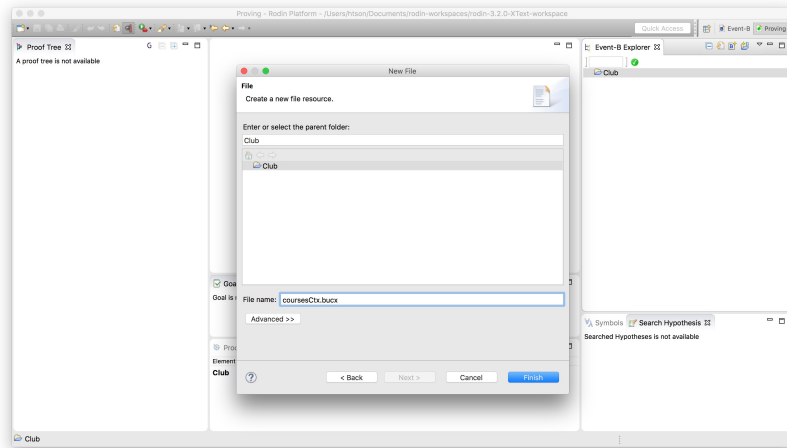 Proving - Rodin Platform - /Users/htson/Documents/rodin-workspaces/rodin-3.2.0-XText-workspace
Quick Access
Event-B
Proving
Proof Tree
G
A proof tree is not available
New File
File
Create a new file resource.
Enter or select the parent folder:
Club
Club
File name: coursesCtx.bucx
Advanced >>
< Back
Next >
Cancel
Finish
Goa
Goal is
Proo
Element
Club
Event-B Explorer
Club
Symbols
Search Hypothesis
Searched Hypotheses is not available
Club